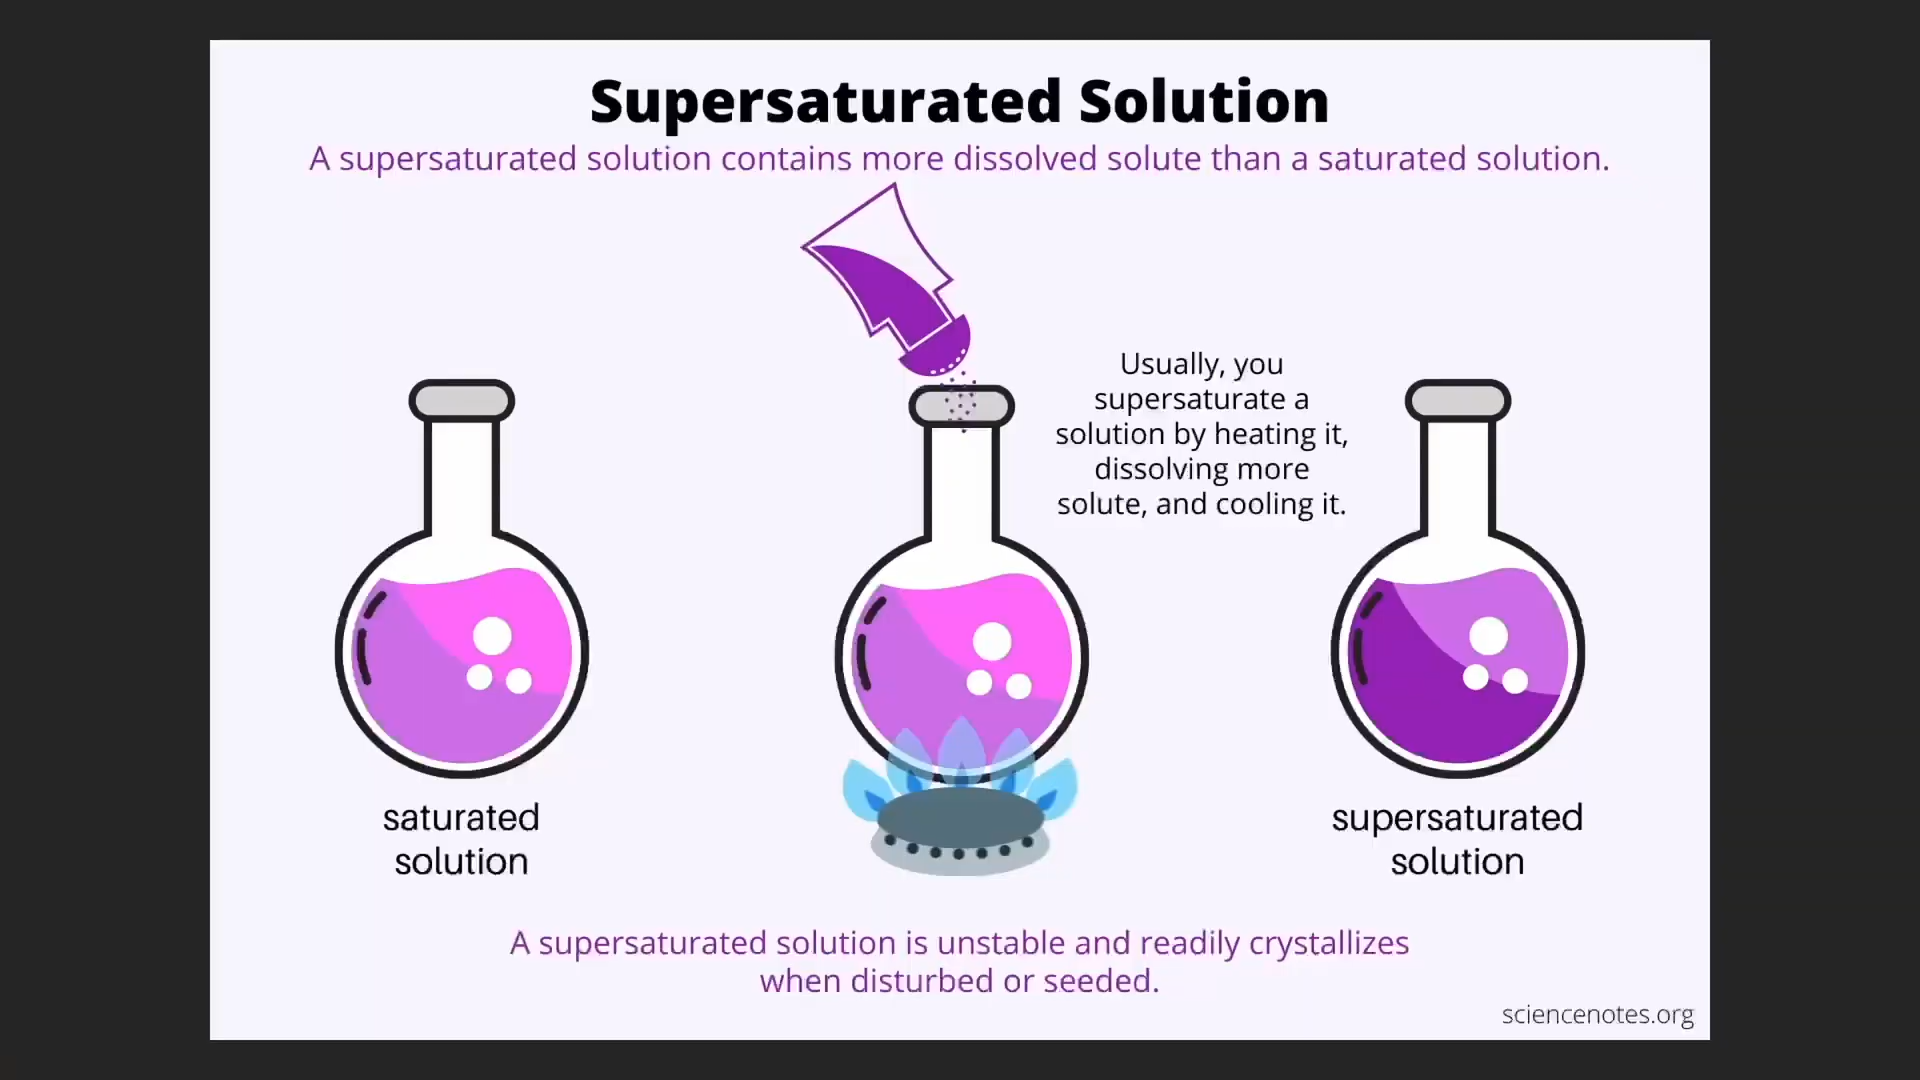 Supersaturated Solution
A supersaturated solution contains more dissolved solute than a saturated solution.
Usually, you
supersaturate a
solution by heating it,
dissolving more
solute, and cooling it.
saturated
solution
supersaturated
solution
A supersaturated solution is unstable and readily crystallizes
when disturbed or seeded.
sciencenotes.org